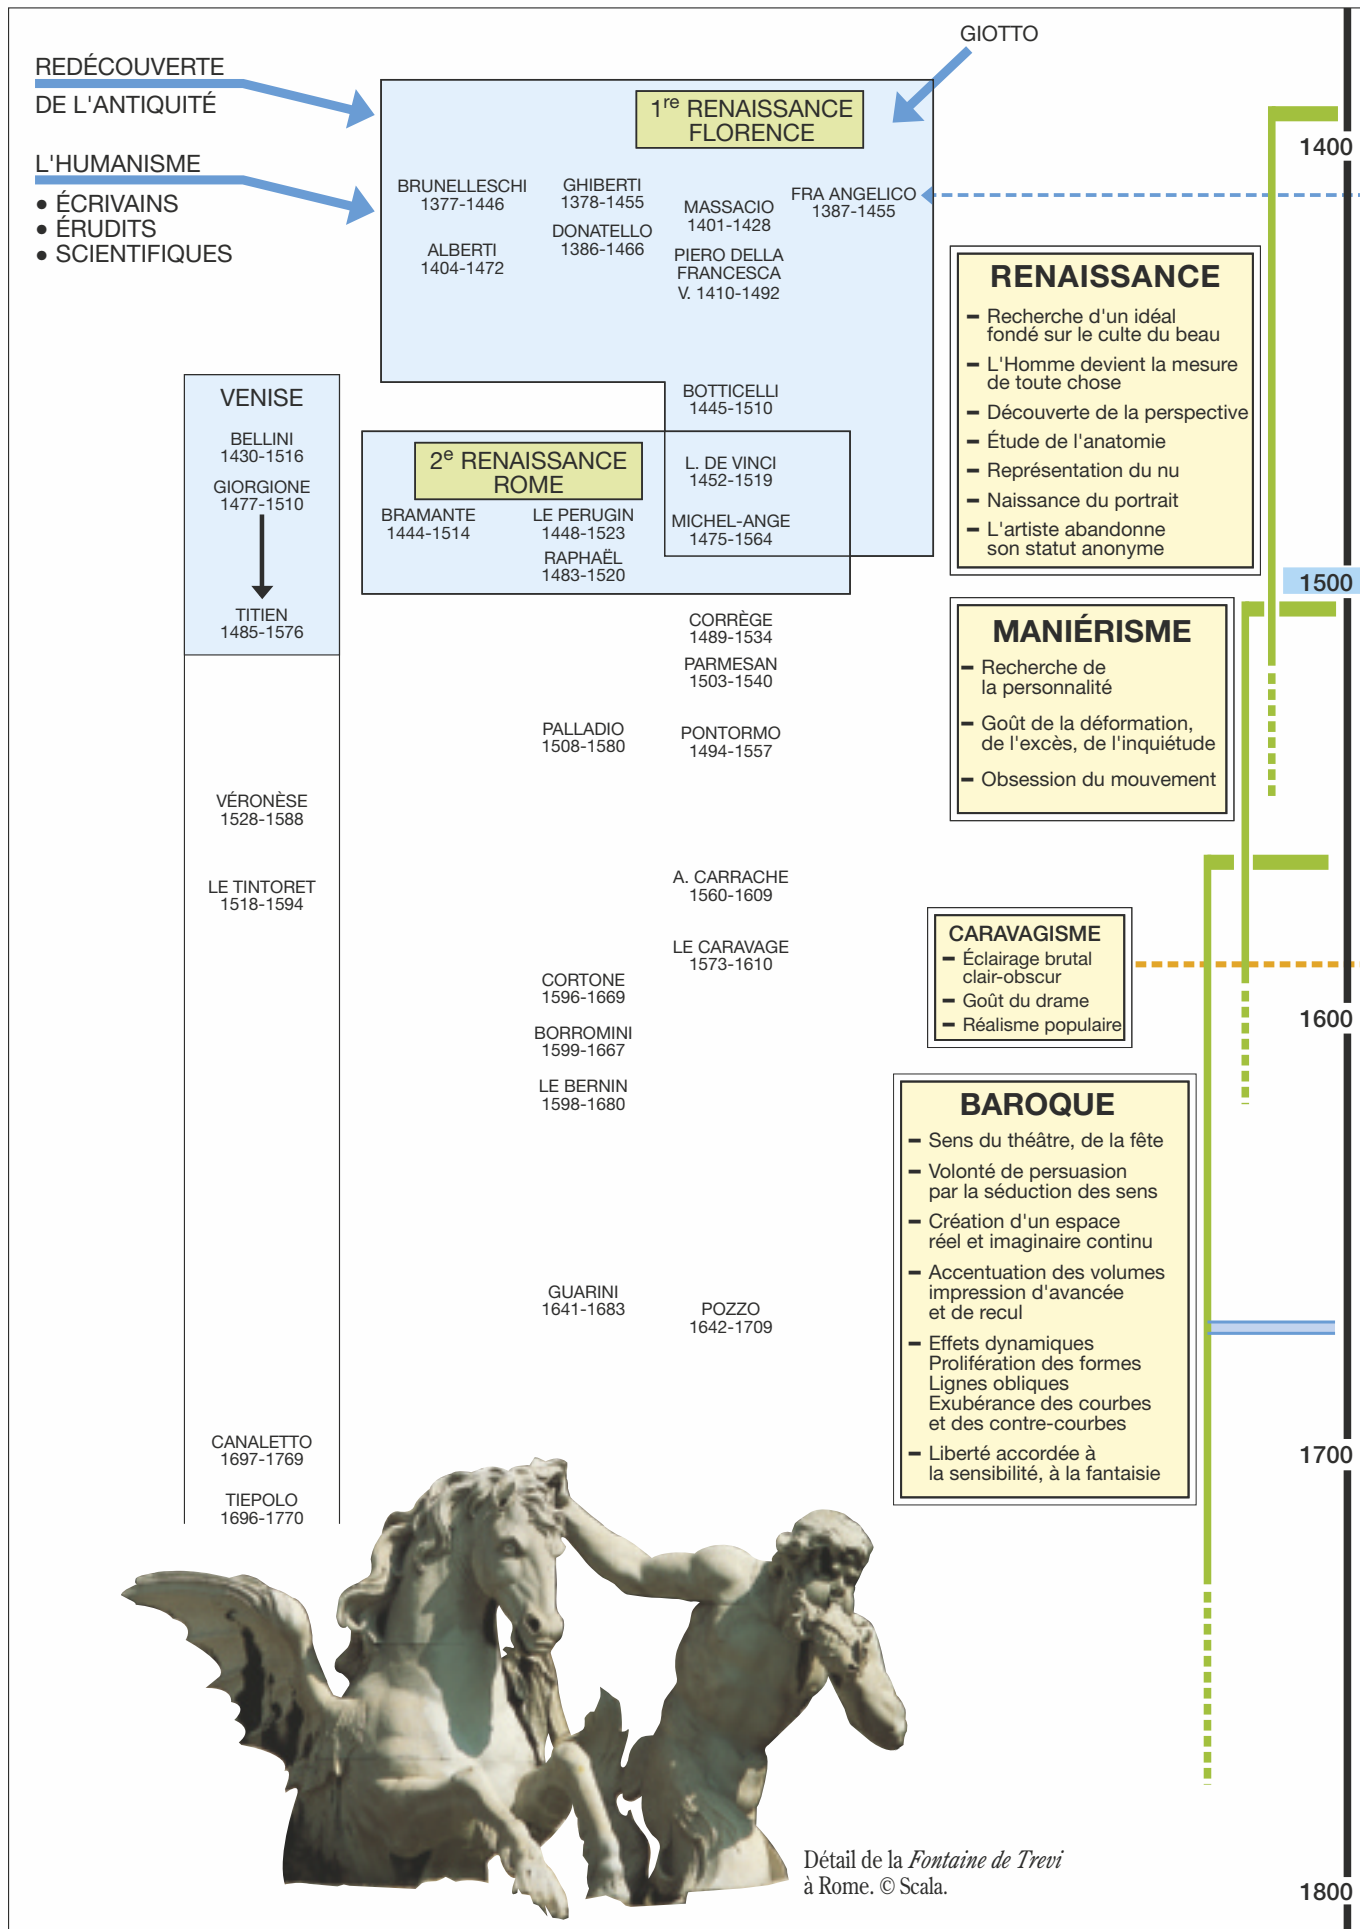 GIOTTO
REDÉCOUVERTE
DE L'ANTIQUITÉ
L'HUMANISME
• ÉCRIVAINS
• ÉRUDITS
• SCIENTIFIQUES
1re RENAISSANCE
FLORENCE
BRUNELLESCHI
1377-1446
GHIBERTI
1378-1455
MASSACIO
1401-1428
FRA ANGELICO
1387-1455
ALBERTI
1404-1472
DONATELLO
1386-1466
PIERO DELLA
FRANCESCA
V. 1410-1492
BOTTICELLI
1445-1510
VENISE
BELLINI
1430-1516
GIORGIONE
1477-1510
TITIEN
1485-1576
2e RENAISSANCE
ROME
L. DE VINCI
1452-1519
BRAMANTE
1444-1514
LE PERUGIN
1448-1523
MICHEL-ANGE
1475-1564
RAPHAËL
1483-1520
CORRÈGE
1489-1534
PARMESAN
1503-1540
PALLADIO
1508-1580
PONTORMO
1494-1557
VÉRONÈSE
1528-1588
LE TINTORET
1518-1594
A. CARRACHE
1560-1609
LE CARAVAGE
1573-1610
CORTONE
1596-1669
BORROMINI
1599-1667
LE BERNIN
1598-1680
GUARINI
1641-1683
POZZO
1642-1709
CANALETTO
1697-1769
TIEPOLO
1696-1770
RENAISSANCE
– Recherche d'un idéal
fondé sur le culte du beau
– L'Homme devient la mesure
de toute chose
– Découverte de la perspective
– Étude de l'anatomie
– Représentation du nu
– Naissance du portrait
– L'artiste abandonne
son statut anonyme
MANIÉRISME
– Recherche de
la personnalité
– Goût de la déformation,
de l'excès, de l'inquiétude
– Obsession du mouvement
CARAVAGISME
– Éclairage brutal
clair-obscur
– Goût du drame
– Réalisme populaire
BAROQUE
– Sens du théâtre, de la fête
– Volonté de persuasion
par la séduction des sens
– Création d'un espace
réel et imaginaire continu
– Accentuation des volumes
impression d'avancée
et de recul
– Effets dynamiques
Prolifération des formes
Lignes obliques
Exubérance des courbes
et des contre-courbes
– Liberté accordée à
la sensibilité, à la fantaisie
1400
1500
1600
1700
1800
Détail de la Fontaine de Trevi
à Rome. © Scala.